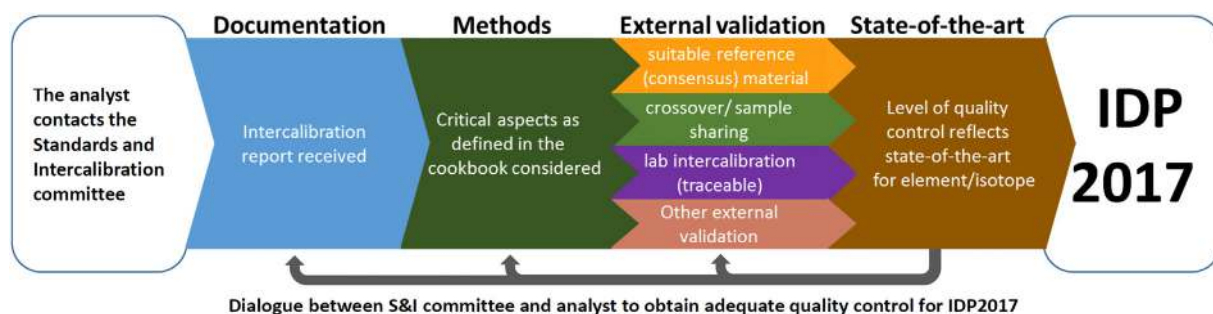 Documentation
Methods
External validation
State-of-the-art
The analyst
contacts the
Standards and
Intercalibration
committee
Intercalibration
report received
Critical aspects as
defined in the
cookbook considered
suitable reference
(consensus) material
crossover/ sample
sharing
lab intercalibration
(traceable)
Other external
validation
Level of quality
control reflects
state-of-the-art
for element/isotope
IDP
2017
Dialogue between S&I committee and analyst to obtain adequate quality control for IDP2017